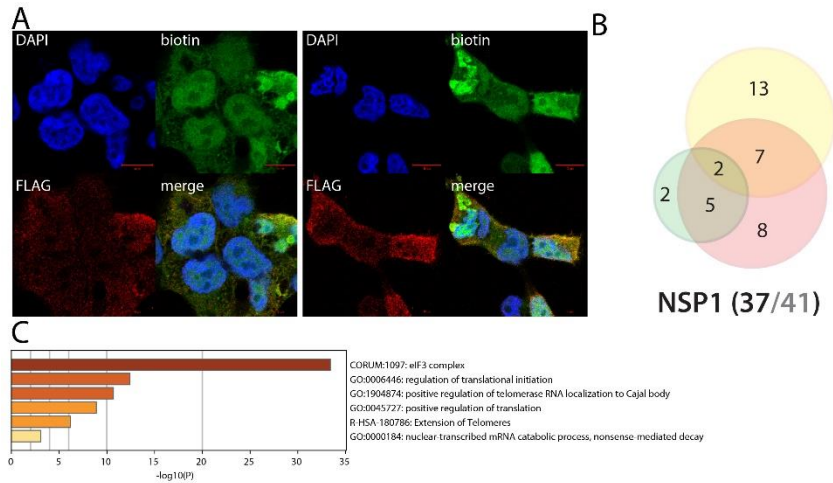 A
DAPI biotin DAPI biotin
FLAG merge FLAG merge
B
13
7
2
2
5
8
NSP1 (37/41)
C
CORUM:1097: eIF3 complex
GO:0006446: regulation of translational initiation
GO:1904874: positive regulation of telomerase RNA localization to Cajal body
GO:0045727: positive regulation of translation
R-HSA-180786: Extension of Telomeres
GO:0000184: nuclear-transcribed mRNA catabolic process, nonsense-mediated decay
0 5 10 15 20 25 30 35
-log10(P)